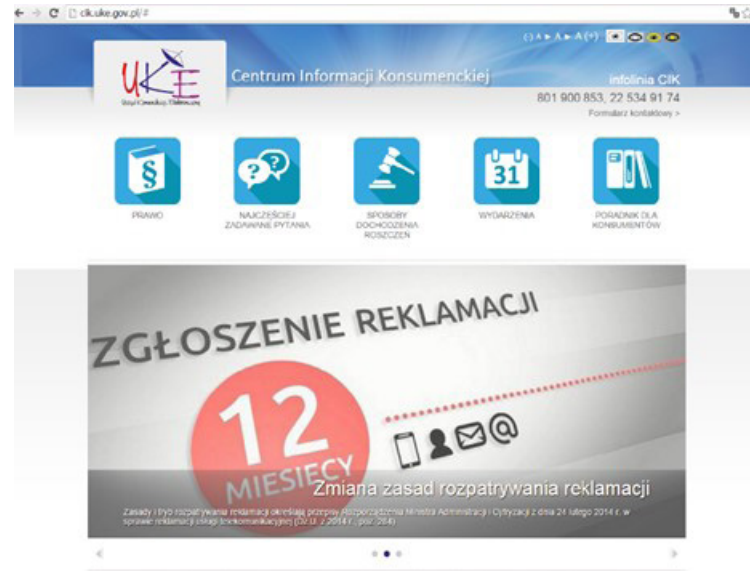 cik.uke.gov.pl/#
(-) A ▸ A ▸ A (+)
UKE
Urząd Komunikacji Elektronicznej
Centrum Informacji Konsumenckiej
infolinia CIK
801 900 853, 22 534 91 74
Formularz kontaktowy >
§
? ?
31
PRAWO
NAJCZĘŚCIEJ
ZADAWANE PYTANIA
SPOSOBY
DOCHODZENIA
ROSZCZEŃ
WYDARZENIA
PORADNIK DLA
KONSUMENTÓW
ZGŁOSZENIE REKLAMACJI
12
MIESIĘCY
@
Zmiana zasad rozpatrywania reklamacji
Zasady i tryb rozpatrywania reklamacji określają przepisy Rozporządzenia Ministra Administracji i Cyfryzacji z dnia 24 lutego 2014 r. w
sprawie reklamacji usługi telekomunikacyjnej (Dz.U. z 2014 r., poz. 284)